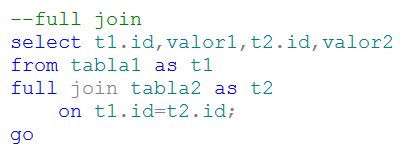 --full join
select t1.id,valor1,t2.id,valor2
from tabla1 as t1
full join tabla2 as t2
    on t1.id=t2.id;
go